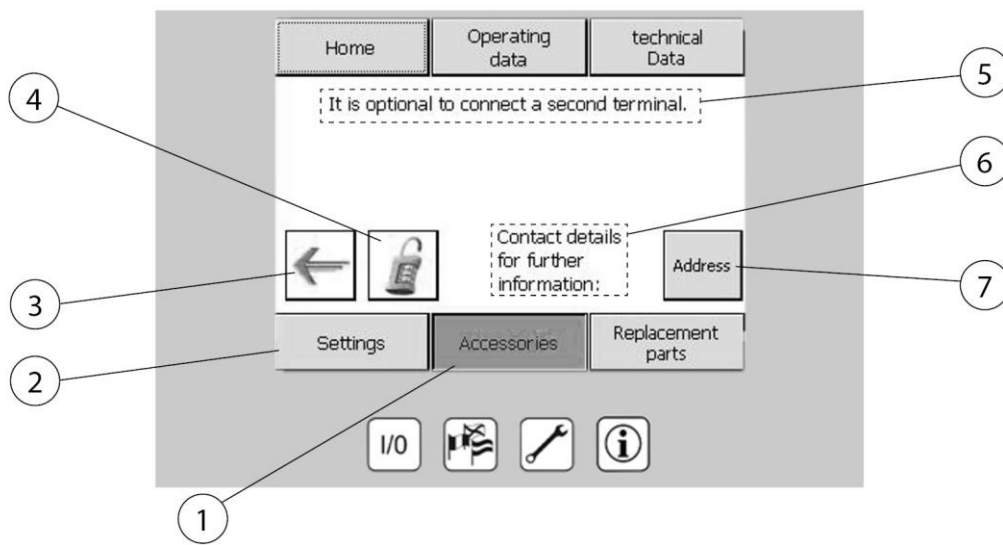 Home
Operating
data
technical
Data
4
5
It is optional to connect a second terminal.
6
Contact details
for further
information:
Address
3
7
Settings
Accessories
Replacement
parts
2
I/0
i
1